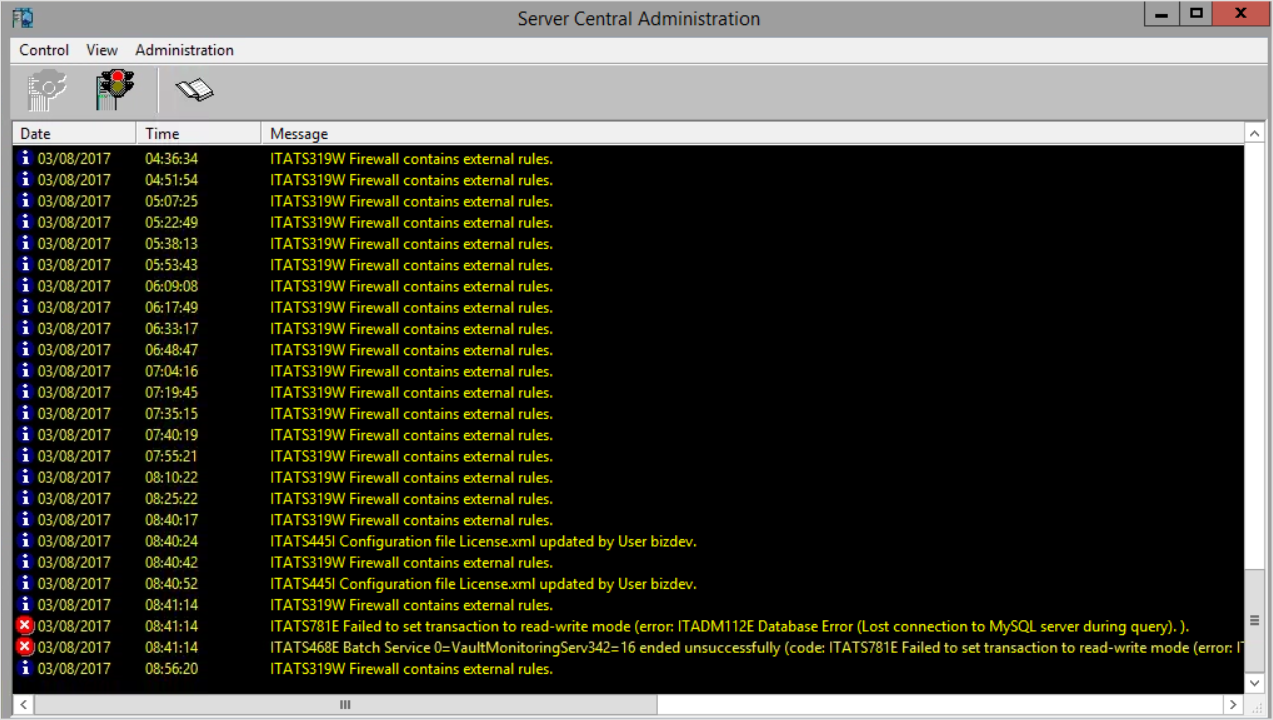 Server Central Administration
Control View Administration
Date Time Message
03/08/2017 04:36:34 ITATS319W Firewall contains external rules.
03/08/2017 04:51:54 ITATS319W Firewall contains external rules.
03/08/2017 05:07:25 ITATS319W Firewall contains external rules.
03/08/2017 05:22:49 ITATS319W Firewall contains external rules.
03/08/2017 05:38:13 ITATS319W Firewall contains external rules.
03/08/2017 05:53:43 ITATS319W Firewall contains external rules.
03/08/2017 06:09:08 ITATS319W Firewall contains external rules.
03/08/2017 06:17:49 ITATS319W Firewall contains external rules.
03/08/2017 06:33:17 ITATS319W Firewall contains external rules.
03/08/2017 06:48:47 ITATS319W Firewall contains external rules.
03/08/2017 07:04:16 ITATS319W Firewall contains external rules.
03/08/2017 07:19:45 ITATS319W Firewall contains external rules.
03/08/2017 07:35:15 ITATS319W Firewall contains external rules.
03/08/2017 07:40:19 ITATS319W Firewall contains external rules.
03/08/2017 07:55:21 ITATS319W Firewall contains external rules.
03/08/2017 08:10:22 ITATS319W Firewall contains external rules.
03/08/2017 08:25:22 ITATS319W Firewall contains external rules.
03/08/2017 08:40:17 ITATS319W Firewall contains external rules.
03/08/2017 08:40:24 ITATS445I Configuration file License.xml updated by User bizdev.
03/08/2017 08:40:42 ITATS319W Firewall contains external rules.
03/08/2017 08:40:52 ITATS445I Configuration file License.xml updated by User bizdev.
03/08/2017 08:41:14 ITATS319W Firewall contains external rules.
03/08/2017 08:41:14 ITATS781E Failed to set transaction to read-write mode (error: ITADM112E Database Error (Lost connection to MySQL server during query). ).
03/08/2017 08:41:14 ITATS468E Batch Service 0=VaultMonitoringServ342=16 ended unsuccessfully (code: ITATS781E Failed to set transaction to read-write mode (error:
03/08/2017 08:56:20 ITATS319W Firewall contains external rules.